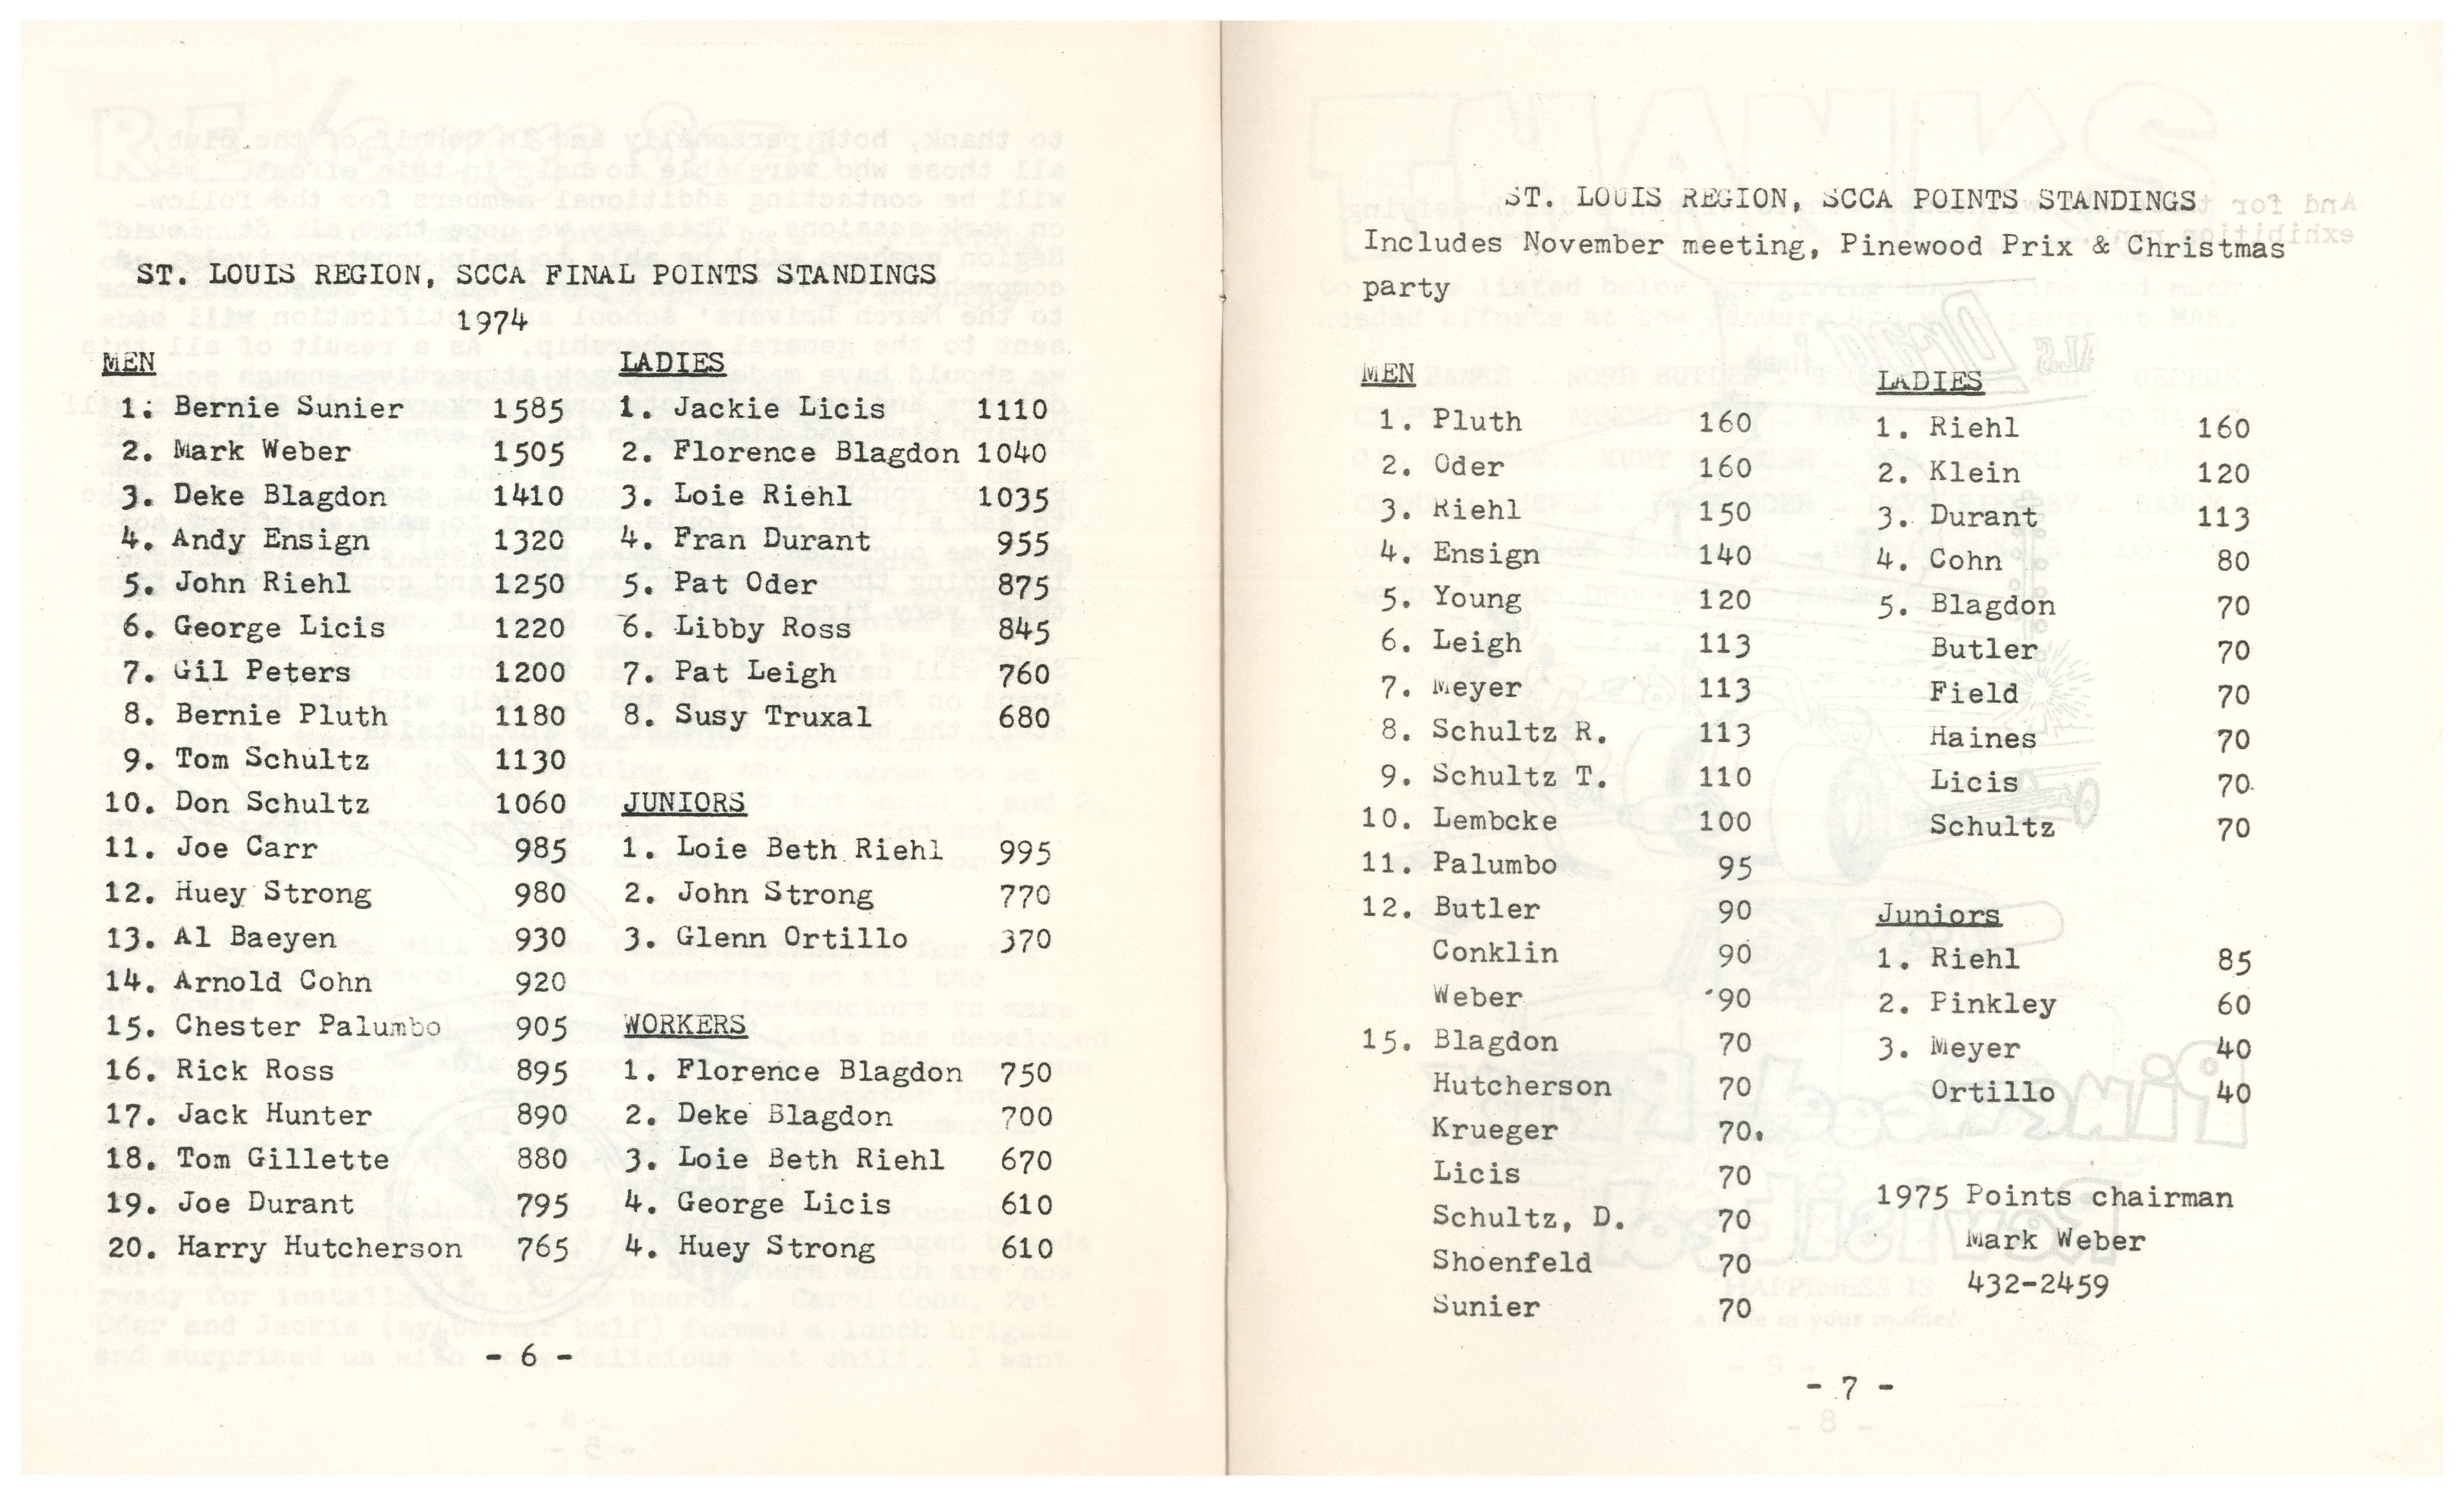 ST. LOUIS REGION, SCCA FINAL POINTS STANDINGS
1974
MEN
1. Bernie Sunier 1585
2. Mark Weber 1505
3. Deke Blagdon 1410
4. Andy Ensign 1320
5. John Riehl 1250
6. George Licis 1220
7. Gil Peters 1200
8. Bernie Pluth 1180
9. Tom Schultz 1130
10. Don Schultz 1060
11. Joe Carr 985
12. Huey Strong 980
13. Al Baeyen 930
14. Arnold Cohn 920
15. Chester Palumbo 905
16. Rick Ross 895
17. Jack Hunter 890
18. Tom Gillette 880
19. Joe Durant 795
20. Harry Hutcherson 765
LADIES
1. Jackie Licis 1110
2. Florence Blagdon 1040
3. Loie Riehl 1035
4. Fran Durant 955
5. Pat Oder 875
6. Libby Ross 845
7. Pat Leigh 760
8. Susy Truxal 680
JUNIORS
1. Loie Beth Riehl 995
2. John Strong 770
3. Glenn Ortillo 370
WORKERS
1. Florence Blagdon 750
2. Deke Blagdon 700
3. Loie Beth Riehl 670
4. George Licis 610
4. Huey Strong 610
- 6 -
ST. LOUIS REGION, SCCA POINTS STANDINGS
Includes November meeting, Pinewood Prix & Christmas
party
MEN
1. Pluth 160
2. Oder 160
3. Riehl 150
4. Ensign 140
5. Young 120
6. Leigh 113
7. Meyer 113
8. Schultz R. 113
9. Schultz T. 110
10. Lembcke 100
11. Palumbo 95
12. Butler 90
Conklin 90
Weber 90
15. Blagdon 70
Hutcherson 70
Krueger 70.
Licis 70
Schultz, D. 70
Shoenfeld 70
Sunier 70
LADIES
1. Riehl 160
2. Klein 120
3. Durant 113
4. Cohn 80
5. Blagdon 70
Butler 70
Field 70
Haines 70
Licis 70
Schultz 70
Juniors
1. Riehl 85
2. Pinkley 60
3. Meyer 40
Ortillo 40
1975 Points chairman
Mark Weber
432-2459
- 7 -